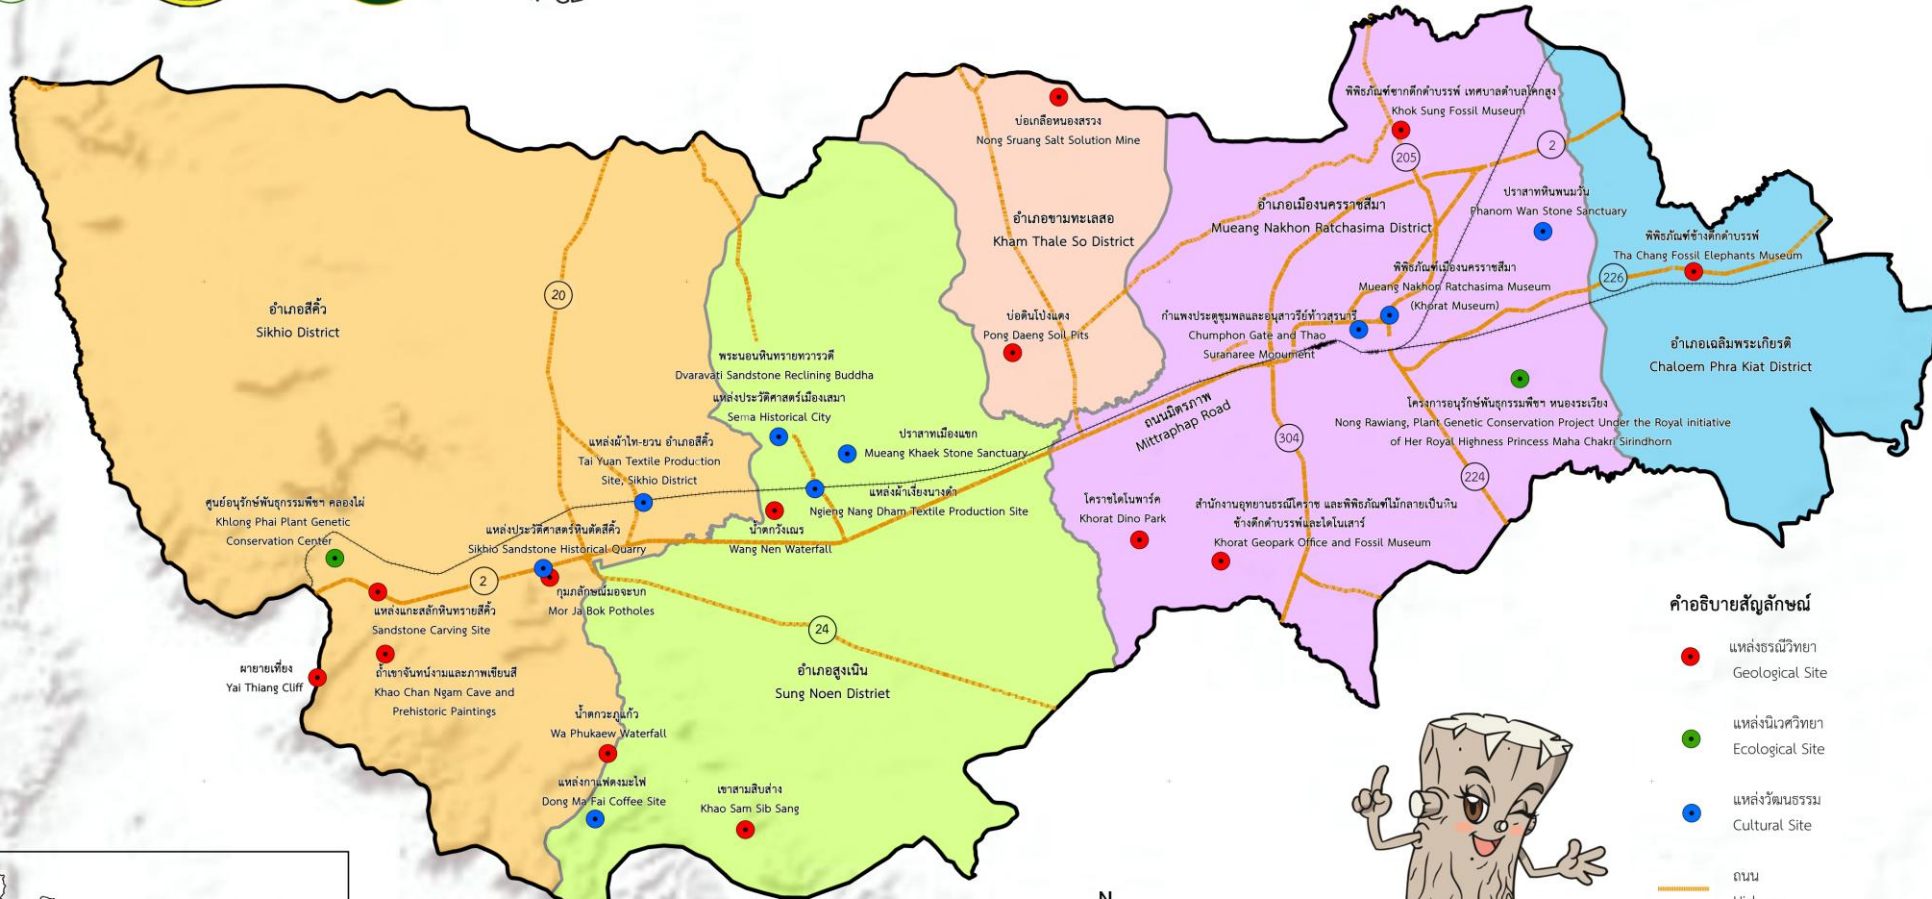 พิพิธภัณฑ์ซากดึกดำบรรพ์ เทศบาลตำบลโคกสูง
Khok Sung Fossil Museum
บ่อเกลือหนองสรวง
Nong Sruang Salt Solution Mine
205
2
ปราสาทหินพนมวัน
Phanom Wan Stone Sanctuary
อำเภอเมืองนครราชสีมา
Mueang Nakhon Ratchasima District
อำเภอขามทะเลสอ
Kham Thale So District
พิพิธภัณฑ์ช้างดึกดำบรรพ์
Tha Chang Fossil Elephants Museum
226
พิพิธภัณฑ์เมืองนครราชสีมา
Mueang Nakhon Ratchasima Museum
(Khorat Museum)
20
อำเภอสีคิ้ว
Sikhio District
บ่อดินโป่งแดง
Pong Daeng Soil Pits
กำแพงประตูชุมพลและอนุสาวรีย์ท้าวสุรนารี
Chumphon Gate and Thao
Suranaree Monument
อำเภอเฉลิมพระเกียรติ
Chaloem Phra Kiat District
พระนอนหินทรายทวารวดี
Dvaravati Sandstone Reclining Buddha
แหล่งประวัติศาสตร์เมืองเสมา
Sema Historical City
ถนนมิตรภาพ
Mittraphap Road
โครงการอนุรักษ์พันธุกรรมพืชฯ หนองระเวียง
Nong Rawiang, Plant Genetic Conservation Project Under the Royal initiative
of Her Royal Highness Princess Maha Chakri Sirindhorn
แหล่งผ้าไท-ยวน อำเภอสีคิ้ว
Tai Yuan Textile Production
Site, Sikhio District
ปราสาทเมืองแขก
Mueang Khaek Stone Sanctuary
304
224
แหล่งผ้าเงี่ยงนางดำ
Ngieng Nang Dham Textile Production Site
ศูนย์อนุรักษ์พันธุกรรมพืชฯ คลองไผ่
Khlong Phai Plant Genetic
Conservation Center
แหล่งประวัติศาสตร์หินตัดสีคิ้ว
Sikhio Sandstone Historical Quarry
น้ำตกวังเณร
Wang Nen Waterfall
โคราชไดโนพาร์ค
Khorat Dino Park
สำนักงานอุทยานธรณีโคราช และพิพิธภัณฑ์ไม้กลายเป็นหิน
ช้างดึกดำบรรพ์และไดโนเสาร์
Khorat Geopark Office and Fossil Museum
2
กุมภลักษณ์มอจะบก
Mor Ja Bok Potholes
แหล่งแกะสลักหินทรายสีคิ้ว
Sandstone Carving Site
24
ผายายเที่ยง
Yai Thiang Cliff
ถ้ำเขาจันทน์งามและภาพเขียนสี
Khao Chan Ngam Cave and
Prehistoric Paintings
อำเภอสูงเนิน
Sung Noen District
น้ำตกวะภูแก้ว
Wa Phukaew Waterfall
แหล่งกาแฟดงมะไฟ
Dong Ma Fai Coffee Site
เขาสามสิบส่าง
Khao Sam Sib Sang
คำอธิบายสัญลักษณ์
แหล่งธรณีวิทยา
Geological Site
แหล่งนิเวศวิทยา
Ecological Site
แหล่งวัฒนธรรม
Cultural Site
ถนน
N